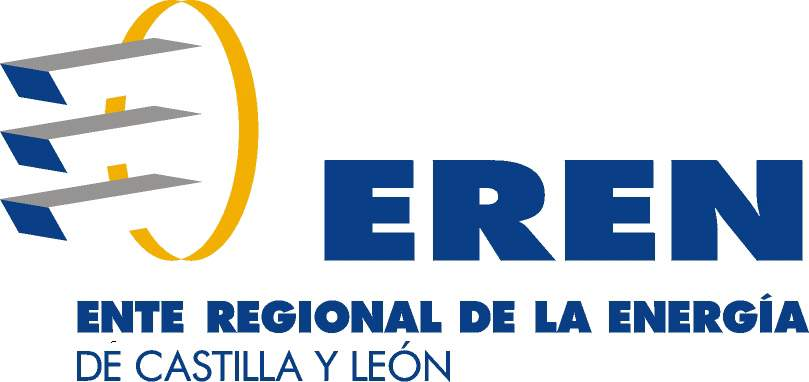 EREN
ENTE REGIONAL DE LA ENERGÍA
DE CASTILLA Y LEÓN